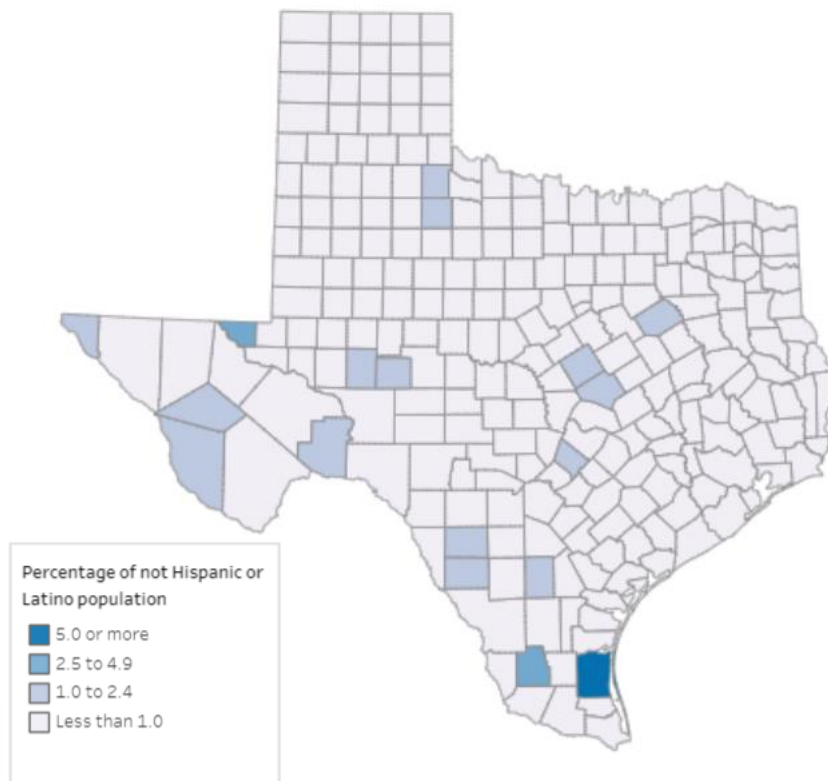 Percentage of not Hispanic or
Latino population
5.0 or more
2.5 to 4.9
1.0 to 2.4
Less than 1.0